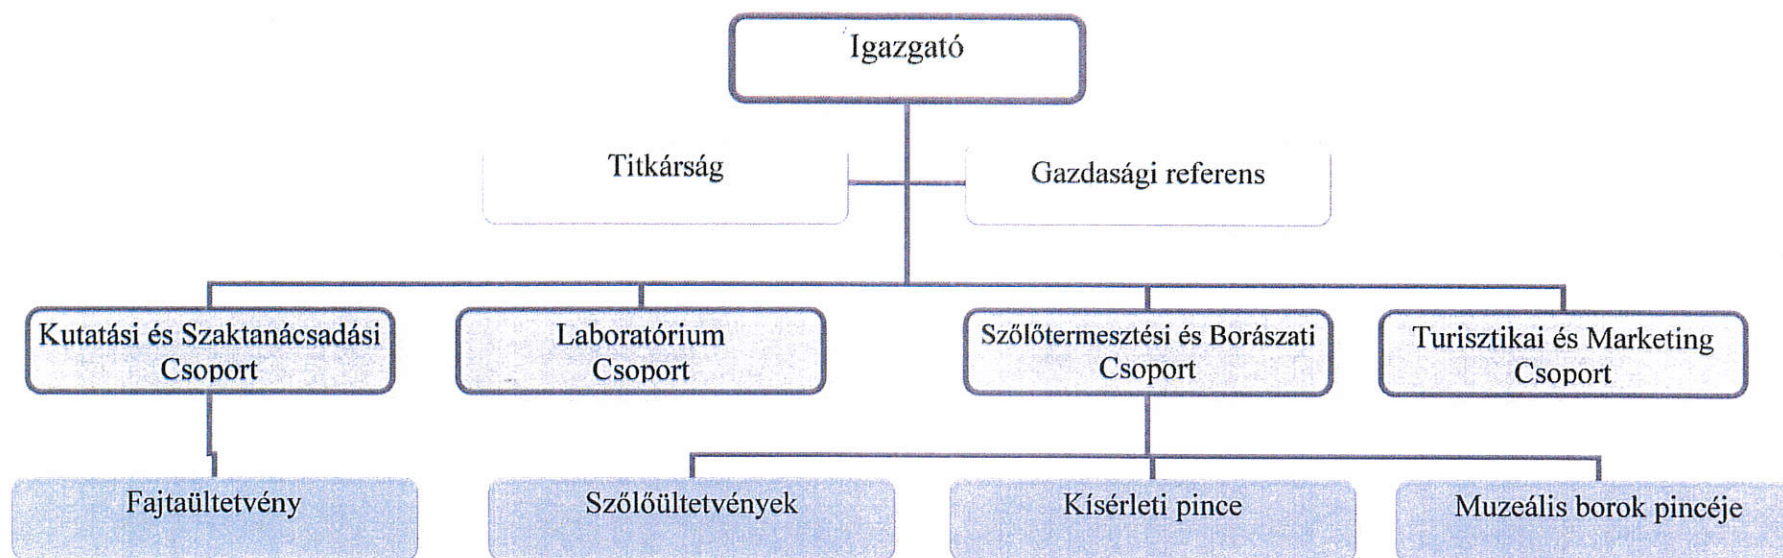 Igazgató
Titkárság
Gazdasági referens
Kutatási és Szaktanácsadási
Csoport
Laboratórium
Csoport
Szőlőtermesztési és Borászati
Csoport
Turisztikai és Marketing
Csoport
Fajtaültetvény
Szőlőültetvények
Kísérleti pince
Muzeális borok pincéje